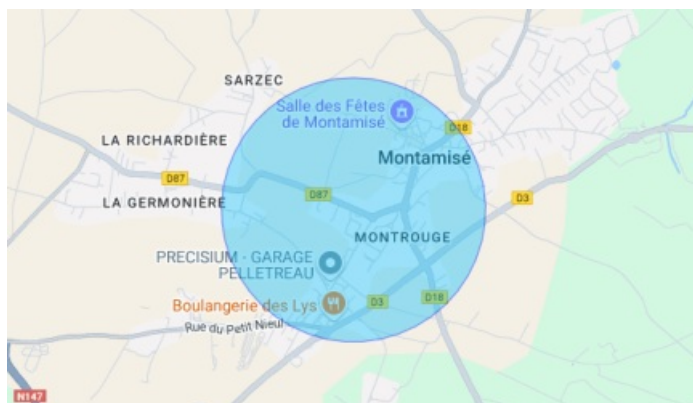 SARZEC
Salle des Fêtes
de Montamisé
D18
LA RICHARDIÈRE
Montamisé
D87
D87
D3
LA GERMONIÈRE
MONTROUGE
PRECISIUM - GARAGE
PELLETREAU
Boulangerie des Lys
D3
D18
Rue du Petit Nieul
N147